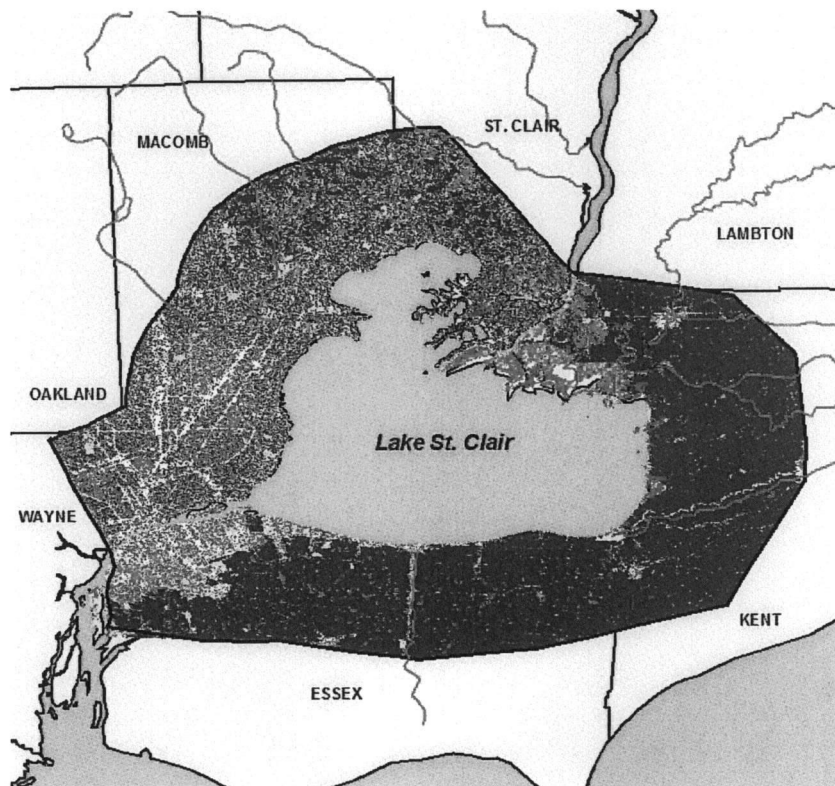 ST. CLAIR
MACOMB
LAMBTON
OAKLAND
Lake St. Clair
WAYNE
KENT
ESSEX